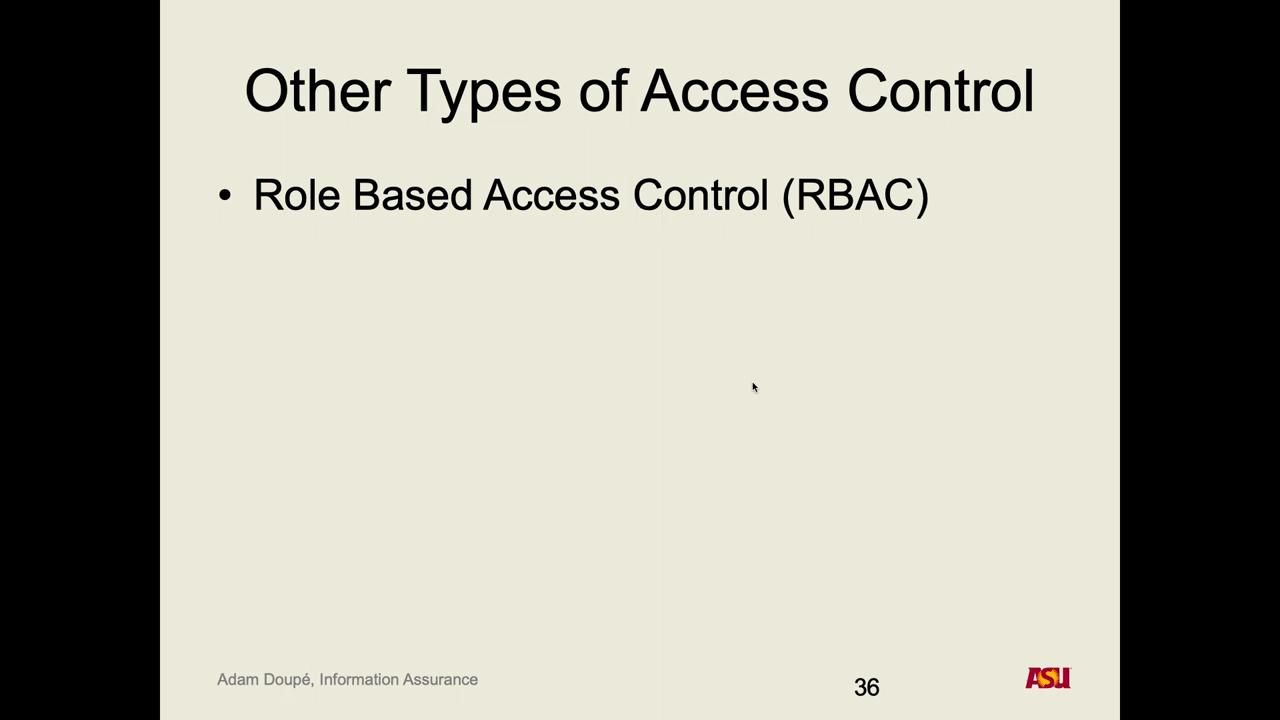 Other Types of Access Control
• Role Based Access Control (RBAC)
Adam Doupé, Information Assurance
36
ASU